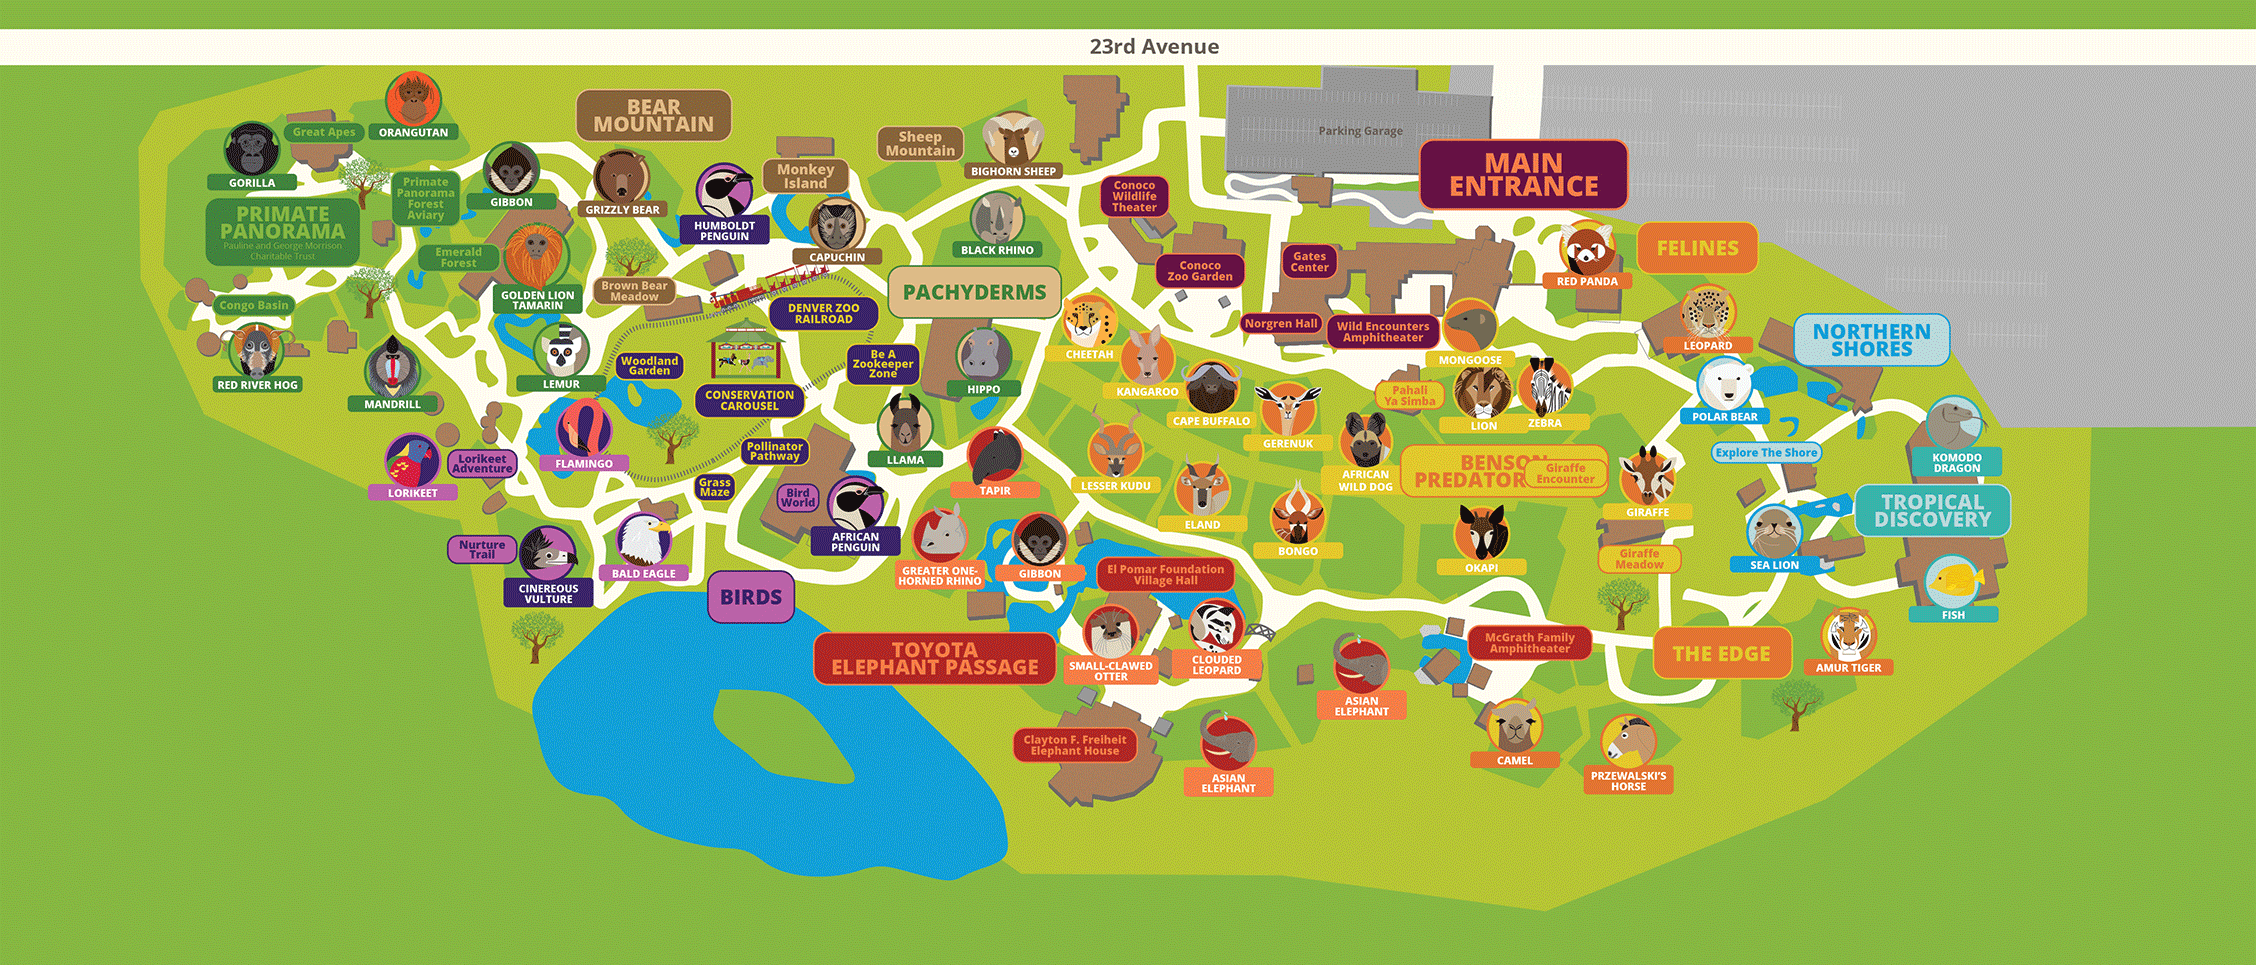 23rd Avenue
Parking Garage
MAIN
ENTRANCE
BEAR
MOUNTAIN
ORANGUTAN
Great Apes
GORILLA
PRIMATE
PANORAMA
Pauline and George Morrison
Charitable Trust
Primate
Panorama
Forest
Aviary
GIBBON
GRIZZLY BEAR
HUMBOLDT
PENGUIN
Monkey
Island
CAPUCHIN
Sheep
Mountain
BIGHORN SHEEP
BLACK RHINO
PACHYDERMS
Conoco
Wildlife
Theater
Conoco
Zoo Garden
Gates
Center
Norgren Hall
Wild Encounters
Amphitheater
RED PANDA
FELINES
LEOPARD
NORTHERN
SHORES
Emerald
Forest
GOLDEN LION
TAMARIN
Brown Bear
Meadow
DENVER ZOO
RAILROAD
Congo Basin
RED RIVER HOG
MANDRILL
LEMUR
Woodland
Garden
CONSERVATION
CAROUSEL
Be A
Zookeeper
Zone
HIPPO
CHEETAH
KANGAROO
CAPE BUFFALO
GERENUK
MONGOOSE
Pahali
Ya Simba
LION
ZEBRA
POLAR BEAR
Explore The Shore
KOMODO
DRAGON
TROPICAL
DISCOVERY
LORIKEET
Lorikeet
Adventure
FLAMINGO
Pollinator
Pathway
Grass
Maze
Bird
World
LLAMA
TAPIR
LESSER KUDU
ELAND
AFRICAN
WILD DOG
BENSON
PREDATOR
Giraffe
Encounter
GIRAFFE
AFRICAN
PENGUIN
Nurture
Trail
CINEREOUS
VULTURE
BALD EAGLE
BIRDS
GREATER ONE-
HORNED RHINO
GIBBON
El Pomar Foundation
Village Hall
BONGO
OKAPI
Giraffe
Meadow
SEA LION
FISH
TOYOTA
ELEPHANT PASSAGE
SMALL-CLAWED
OTTER
CLOUDED
LEOPARD
ASIAN
ELEPHANT
McGrath Family
Amphitheater
THE EDGE
AMUR TIGER
Clayton F. Freiheit
Elephant House
ASIAN
ELEPHANT
CAMEL
PRZEWALSKI'S
HORSE